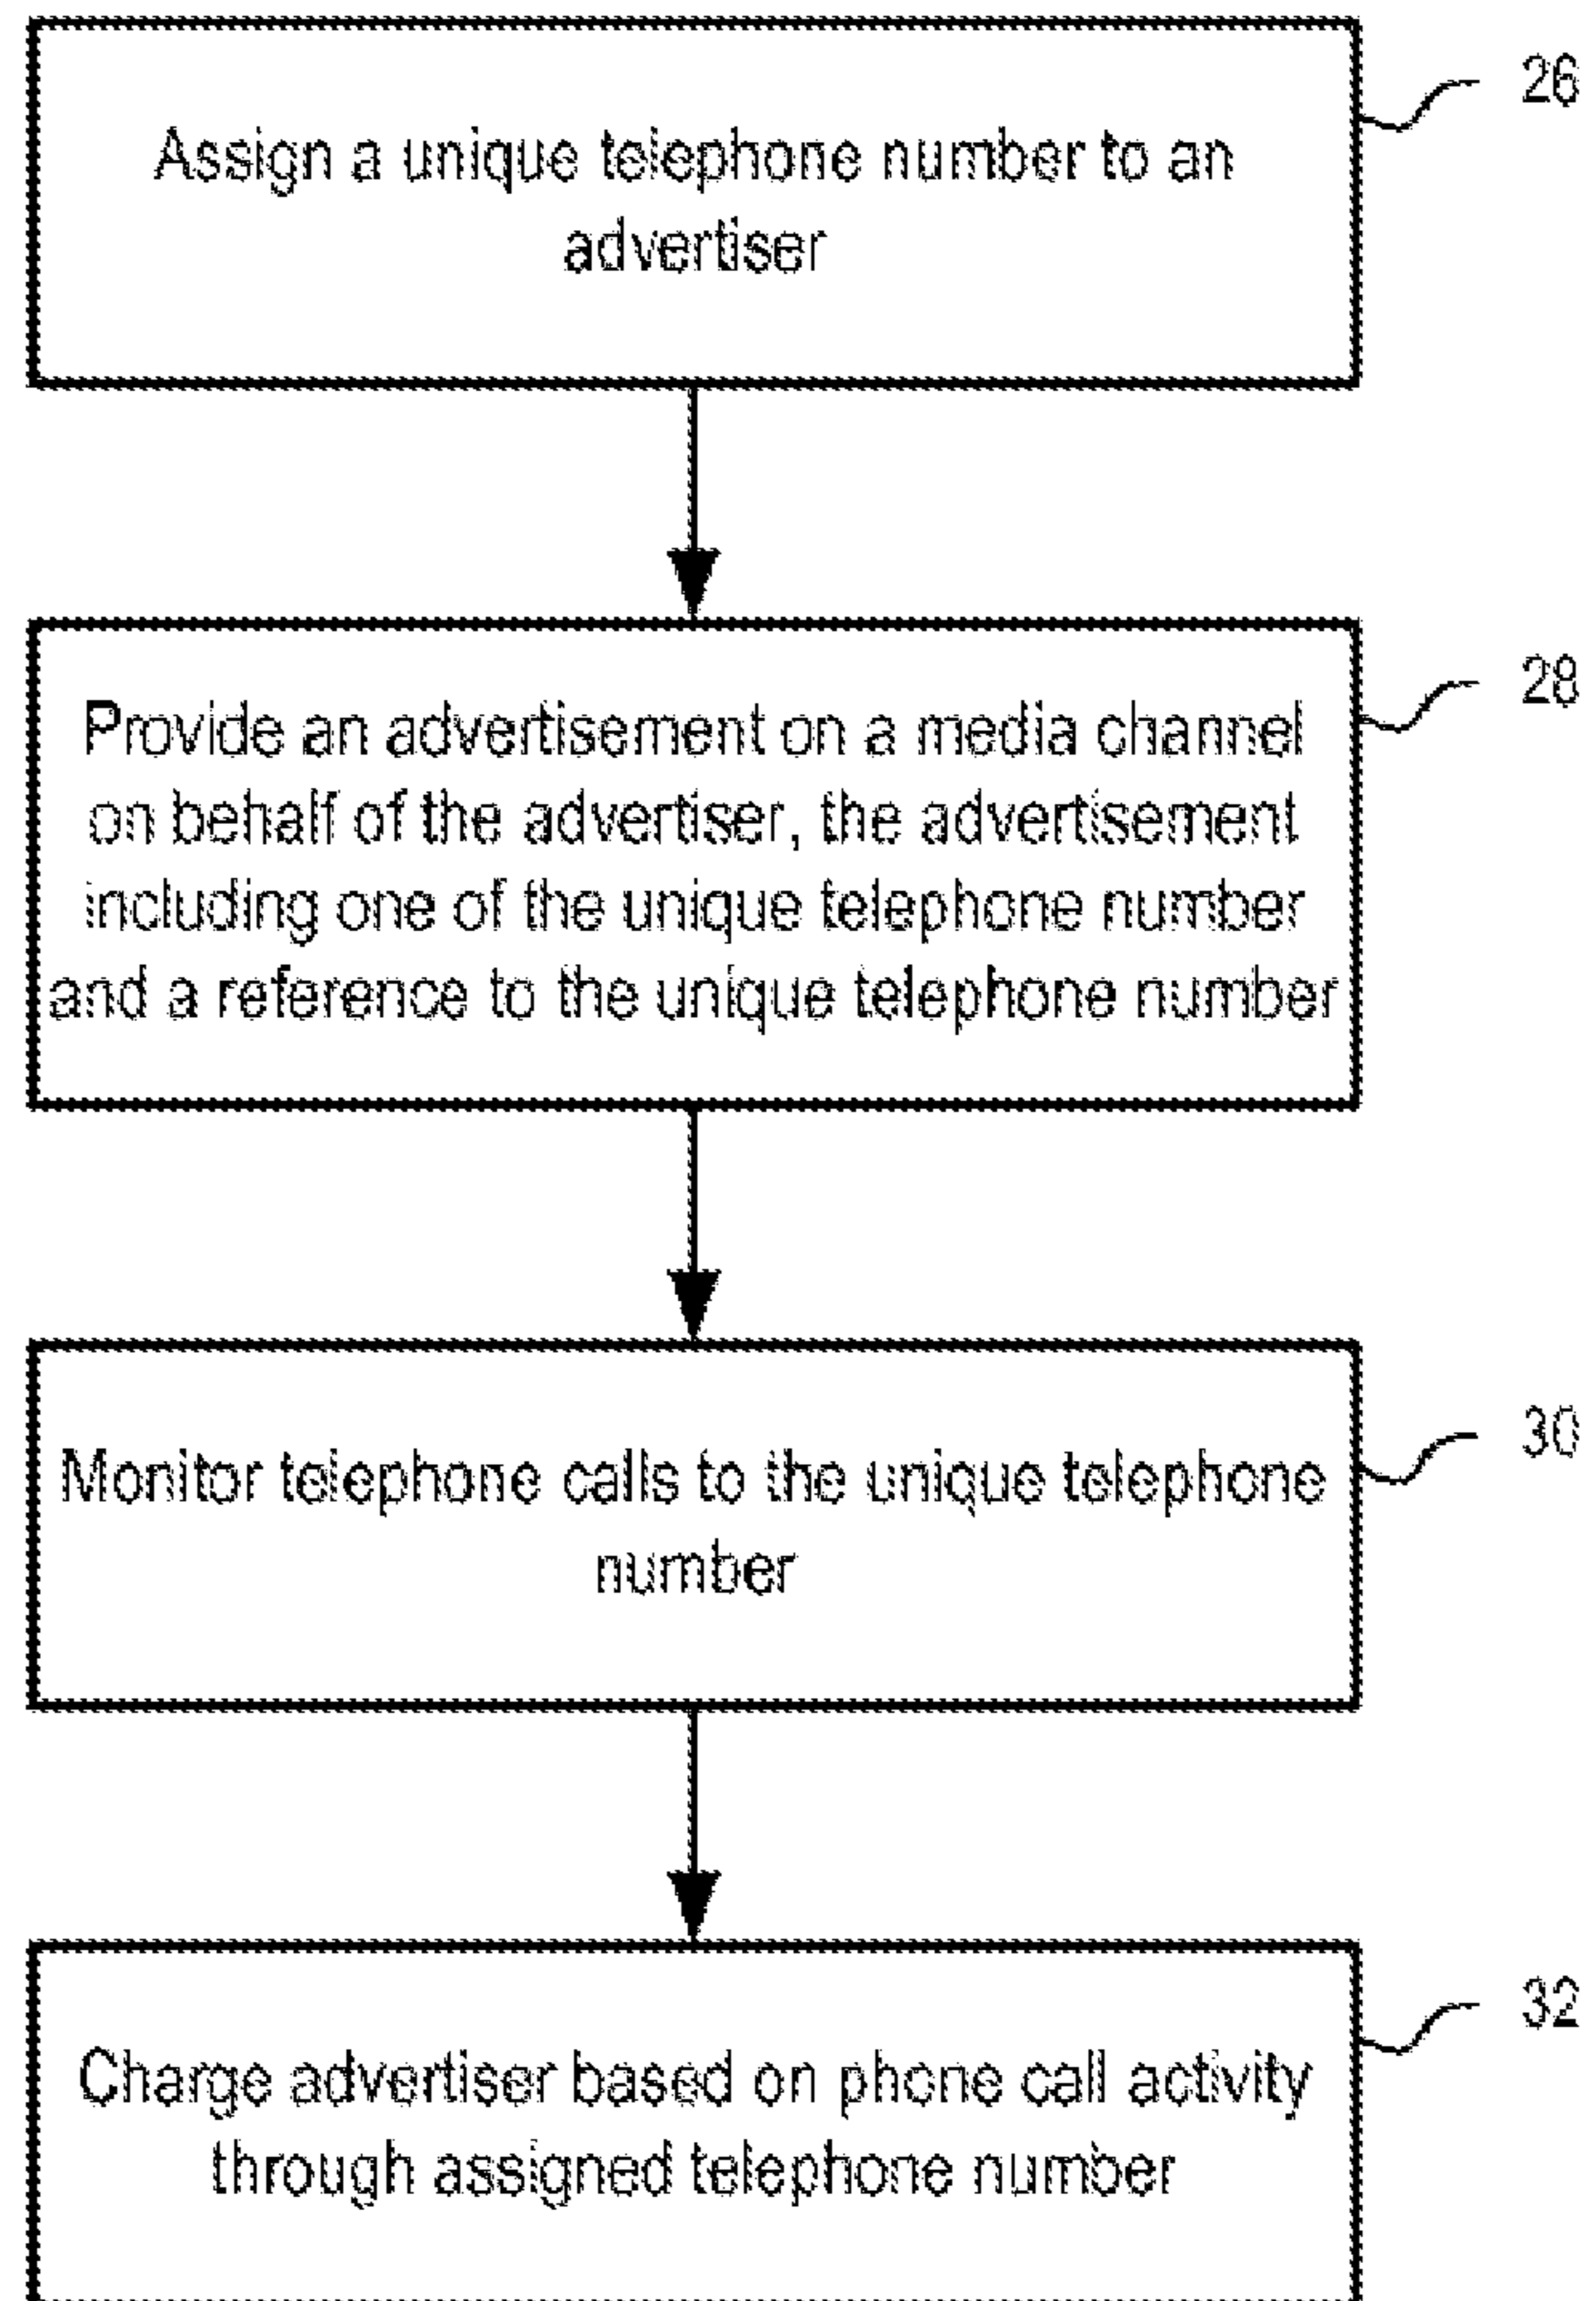 26
Assign a unique telephone number to an
advertiser
28
Provide an advertisement on a media channel
on behalf of the advertiser, the advertisement
including one of the unique telephone number
and a reference to the unique telephone number
30
Monitor telephone calls to the unique telephone
number
32
Charge advertiser based on phone call activity
through assigned telephone number